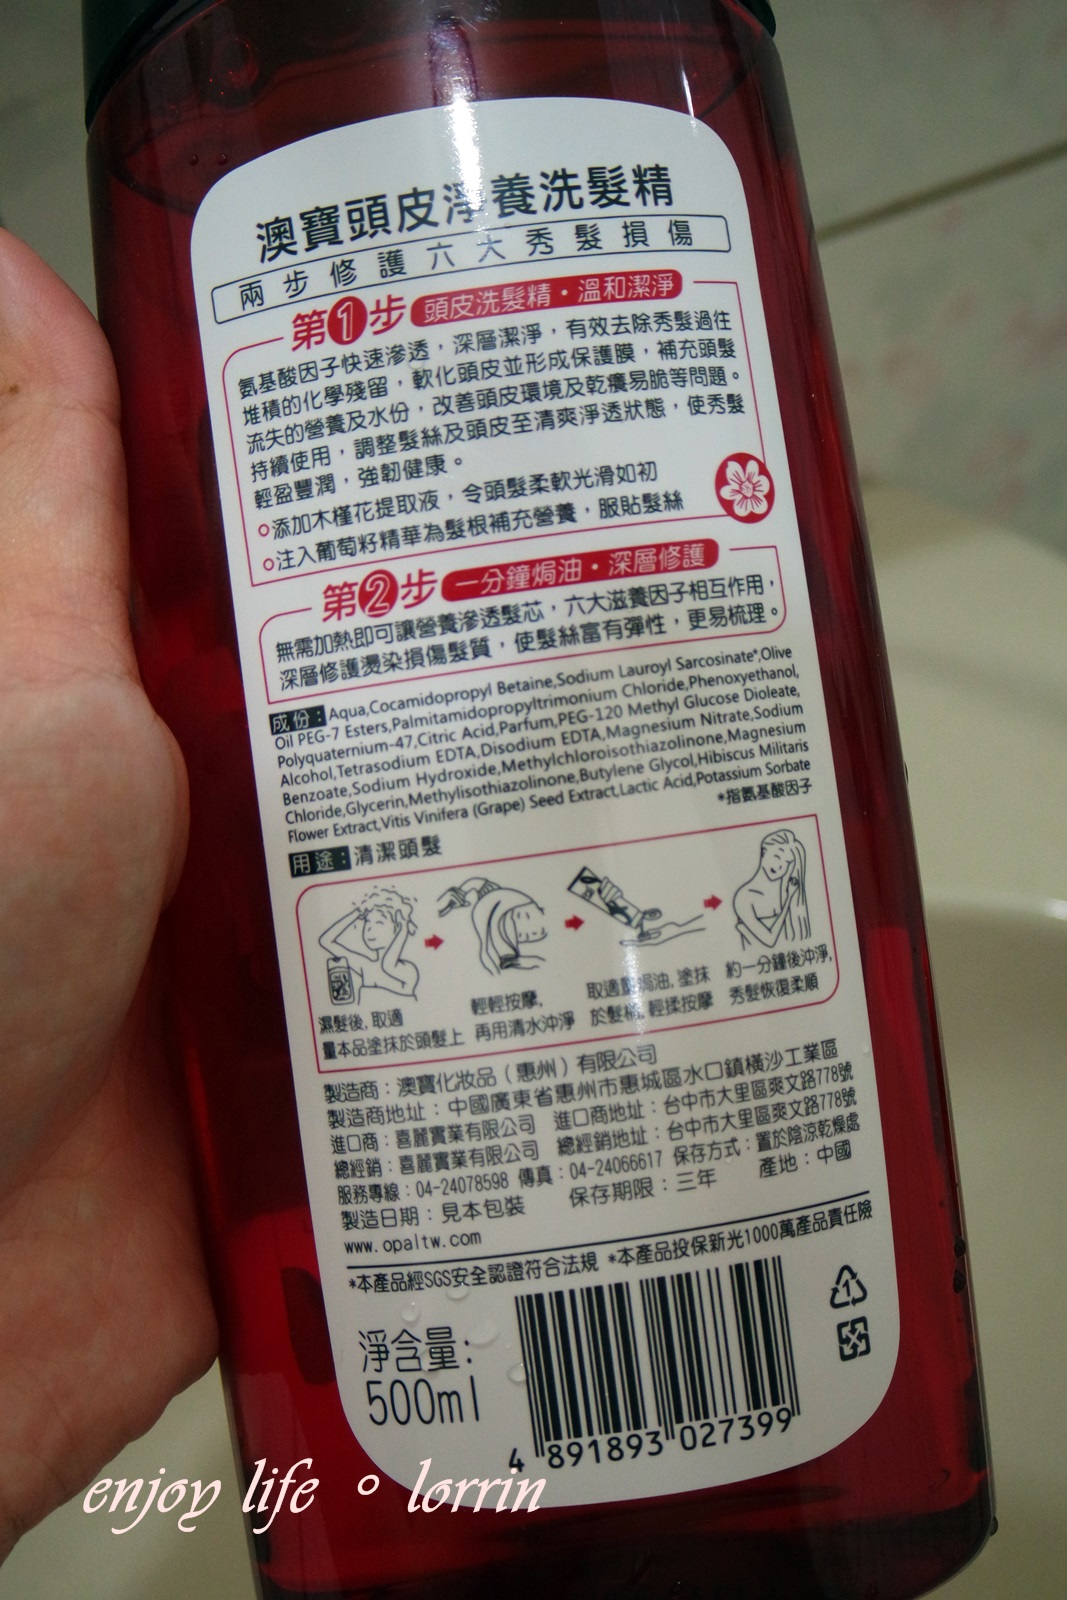 澳寶頭皮淨養洗髮精
兩步修護六大秀髮損傷
第1步 頭皮洗髮精・溫和潔淨
氨基酸因子快速滲透，深層潔淨，有效去除秀髮過往
堆積的化學殘留，軟化頭皮並形成保護膜，補充頭髮
流失的營養及水份，改善頭皮環境及乾癢易脆等問題。
持續使用，調整髮絲及頭皮至清爽淨透狀態，使秀髮
輕盈豐潤，強韌健康。
○添加木槿花提取液，令頭髮柔軟光滑如初
○注入葡萄籽精華為髮根補充營養，服貼髮絲
第2步 一分鐘焗油・深層修護
無需加熱即可讓營養滲透髮芯，六大滋養因子相互作用，
深層修護燙染損傷髮質，使髮絲富有彈性，更易梳理。
成份：Aqua,Cocamidopropyl Betaine,Sodium Lauroyl Sarcosinate*,Olive
Oil PEG-7 Esters,Palmitamidopropyltrimonium Chloride,Phenoxyethanol,
Polyquaternium-47,Citric Acid,Parfum,PEG-120 Methyl Glucose Dioleate,
Alcohol,Tetrasodium EDTA,Disodium EDTA,Magnesium Nitrate,Sodium
Benzoate,Sodium Hydroxide,Methylchloroisothiazolinone,Magnesium
Chloride,Glycerin,Methylisothiazolinone,Butylene Glycol,Hibiscus Militaris
Flower Extract,Vitis Vinifera (Grape) Seed Extract,Lactic Acid,Potassium Sorbate
*指氨基酸因子
用途：清潔頭髮
濕髮後，取適
量本品塗抹於頭髮上
輕輕按摩，
再用清水沖淨
取適量焗油，塗抹
於髮梢，輕揉按摩
約一分鐘後沖淨，
秀髮恢復柔順
製造商：澳寶化妝品（惠州）有限公司
製造商地址：中國廣東省惠州市惠城區水口鎮橫沙工業區
進口商：喜麗實業有限公司 進口商地址：台中市大里區爽文路778號
總經銷：喜麗實業有限公司 總經銷地址：台中市大里區爽文路778號
服務專線：04-24078598 傳真：04-24066617 保存方式：置於陰涼乾燥處
製造日期：見本包裝 保存期限：三年 產地：中國
www.opaltw.com
*本產品經SGS安全認證符合法規 *本產品投保新光1000萬產品責任險
淨含量：
500ml
4 891893 027399
1
enjoy life 。lorrin